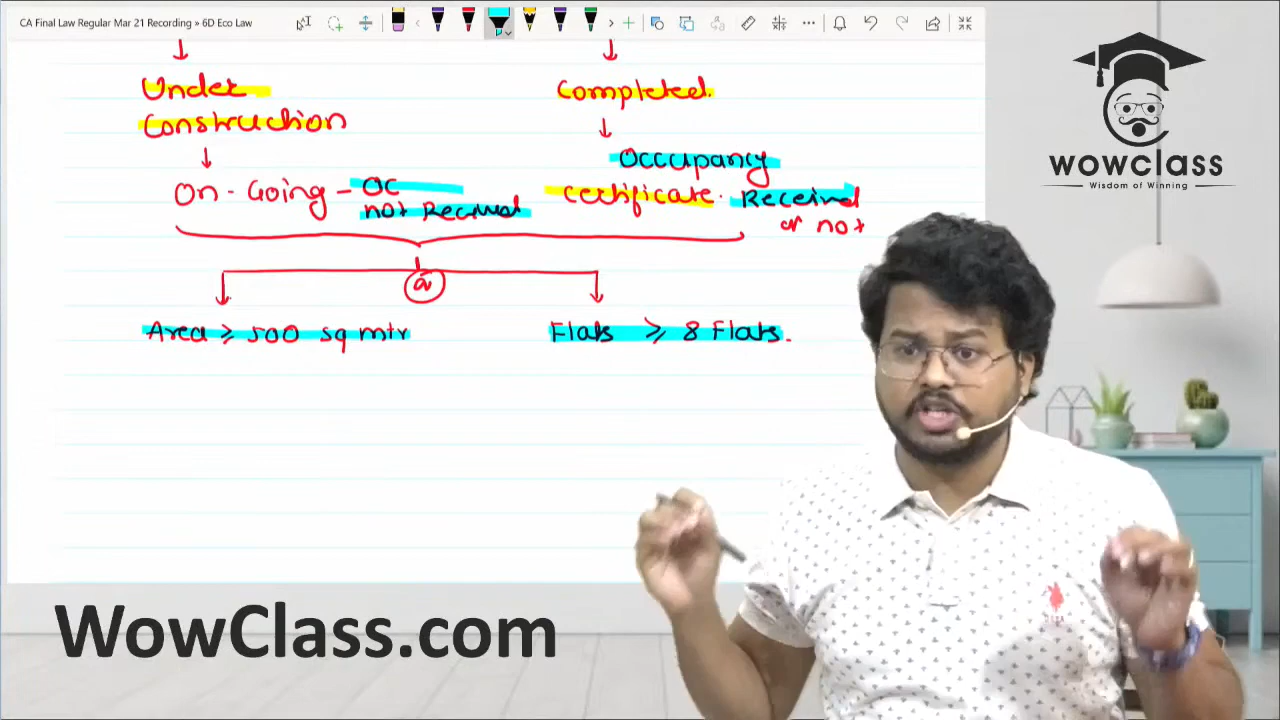 CA Final Law Regular Mar 21 Recording » 6D Eco Law
Under
Construction
On-Going - OC
not Received
Completed.
Occupancy
certificate. Received
or not
a
Area ≥ 500 sq mtr
Flats ≥ 8 Flats.
wowclass
- Wisdom of Winning -
WowClass.com